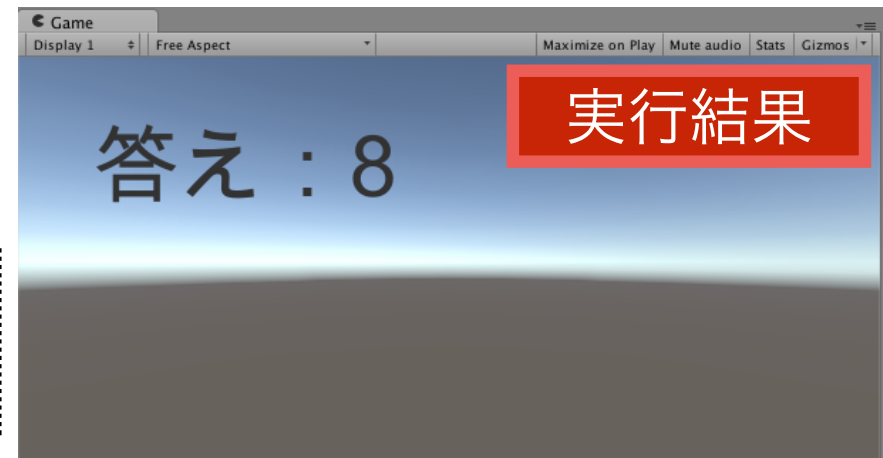 Game
Display 1 Free Aspect Maximize on Play Mute audio Stats Gizmos
実行結果
答え：8